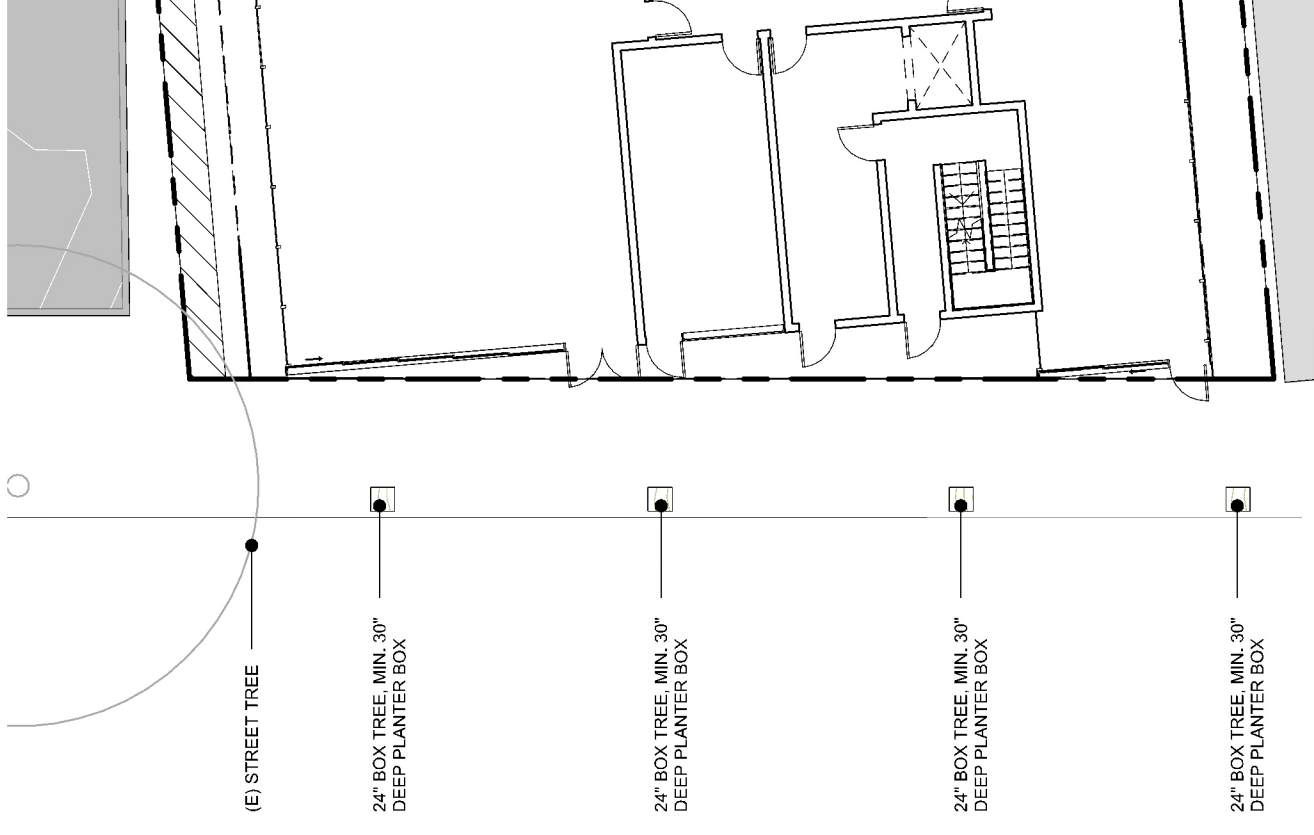 (E) STREET TREE
24" BOX TREE, MIN. 30"
DEEP PLANTER BOX
24" BOX TREE, MIN. 30"
DEEP PLANTER BOX
24" BOX TREE, MIN. 30"
DEEP PLANTER BOX
24" BOX TREE, MIN. 30"
DEEP PLANTER BOX